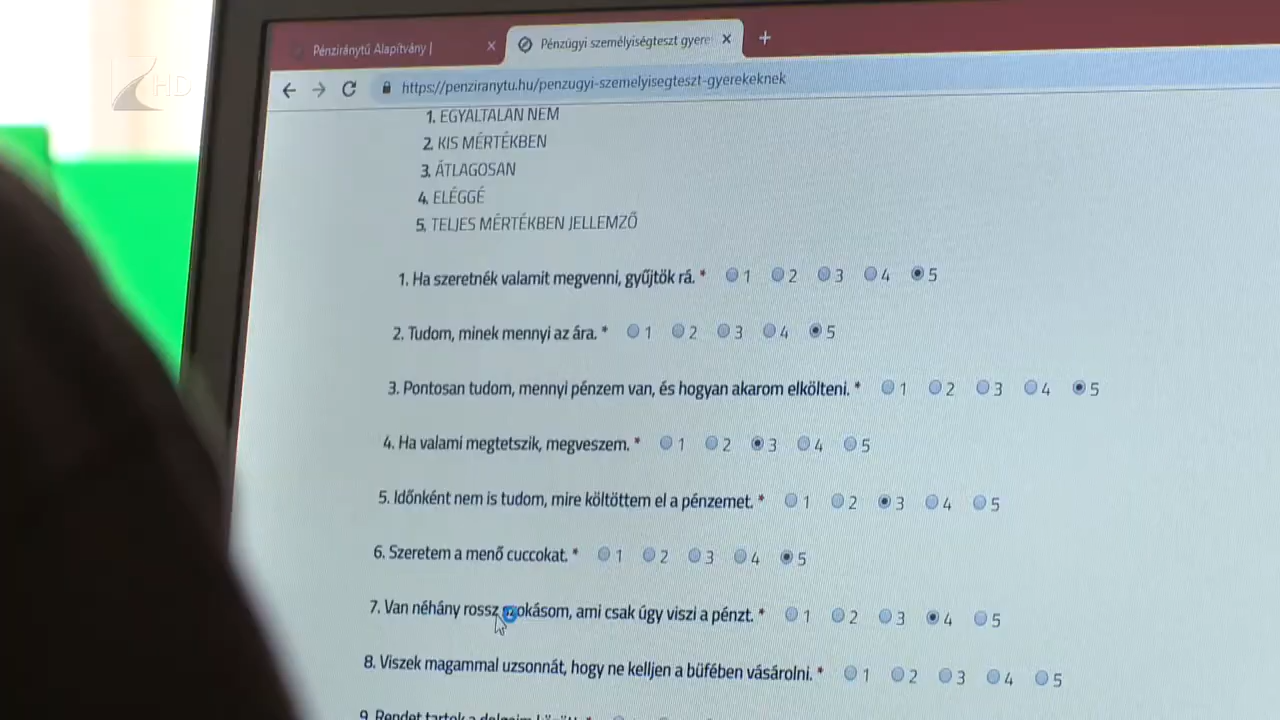 Pénziránytű Alapítvány |
Pénzügyi személyiségteszt gyere
https://penziranytu.hu/penzugyi-szemelyisegteszt-gyerekeknek
HD
1. EGYÁLTALÁN NEM
2. KIS MÉRTÉKBEN
3. ÁTLAGOSAN
4. ELÉGGÉ
5. TELJES MÉRTÉKBEN JELLEMZŐ
1. Ha szeretnék valamit megvenni, gyűjtök rá. * 1 2 3 4 5
2. Tudom, minek mennyi az ára. * 1 2 3 4 5
3. Pontosan tudom, mennyi pénzem van, és hogyan akarom elkölteni. * 1 2 3 4 5
4. Ha valami megtetszik, megveszem. * 1 2 3 4 5
5. Időnként nem is tudom, mire költöttem el a pénzemet. * 1 2 3 4 5
6. Szeretem a menő cuccokat. * 1 2 3 4 5
7. Van néhány rossz szokásom, ami csak úgy viszi a pénzt. * 1 2 3 4 5
8. Viszek magammal uzsonnát, hogy ne kelljen a büfében vásárolni. * 1 2 3 4 5
9. Rendet tartok a dolgaim